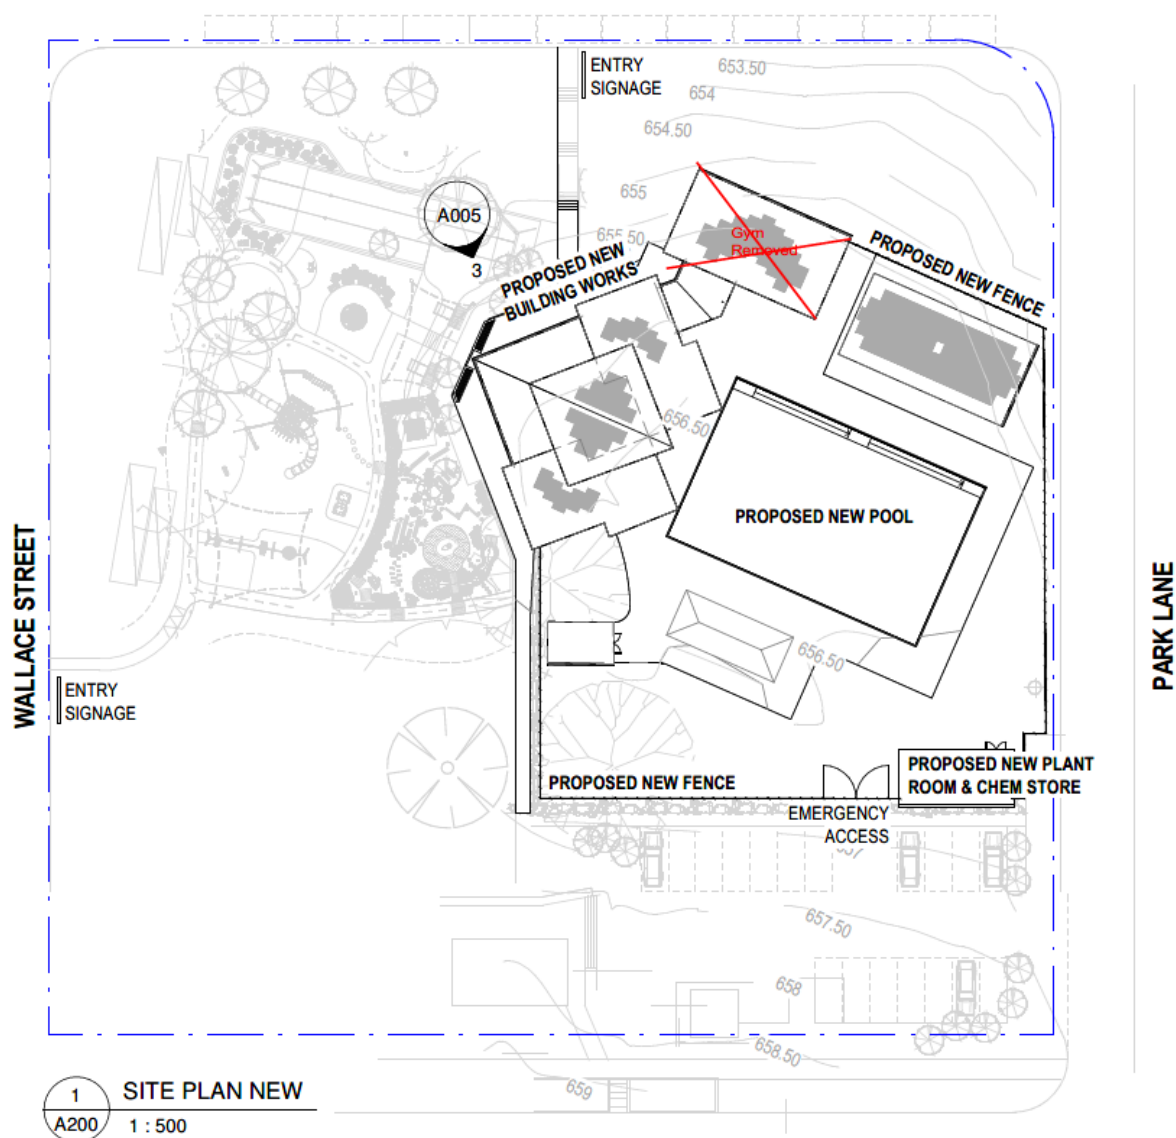 ENTRY
SIGNAGE
653.50
654
654.50
655
655.50
A005
3
Gym
Removed
PROPOSED NEW
BUILDING WORKS
PROPOSED NEW FENCE
656.50
PROPOSED NEW POOL
656.50
WALLACE STREET
PARK LANE
ENTRY
SIGNAGE
PROPOSED NEW FENCE
PROPOSED NEW PLANT
ROOM & CHEM STORE
EMERGENCY
ACCESS
657.50
658
658.50
659
1
A200
SITE PLAN NEW
1 : 500